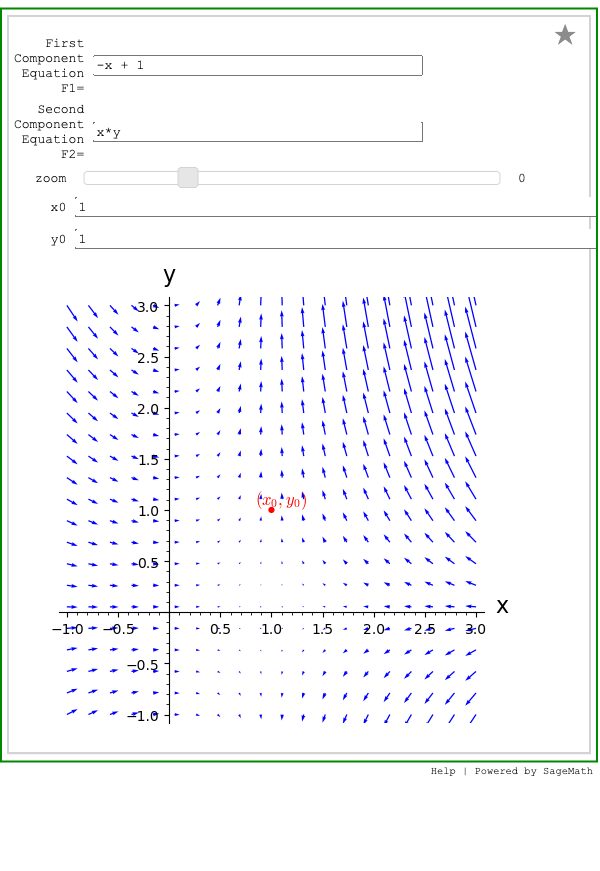 First
Component
Equation
F1=
-x + 1
Second
Component
Equation
F2=
x*y
zoom
0
x0
1
y0
1
y
3.0
2.5
2.0
1.5
1.0
0.5
(x₀, y₀)
x
−1.0 −0.5 0.5 1.0 1.5 2.0 2.5 3.0
−0.5
−1.0
Help | Powered by SageMath